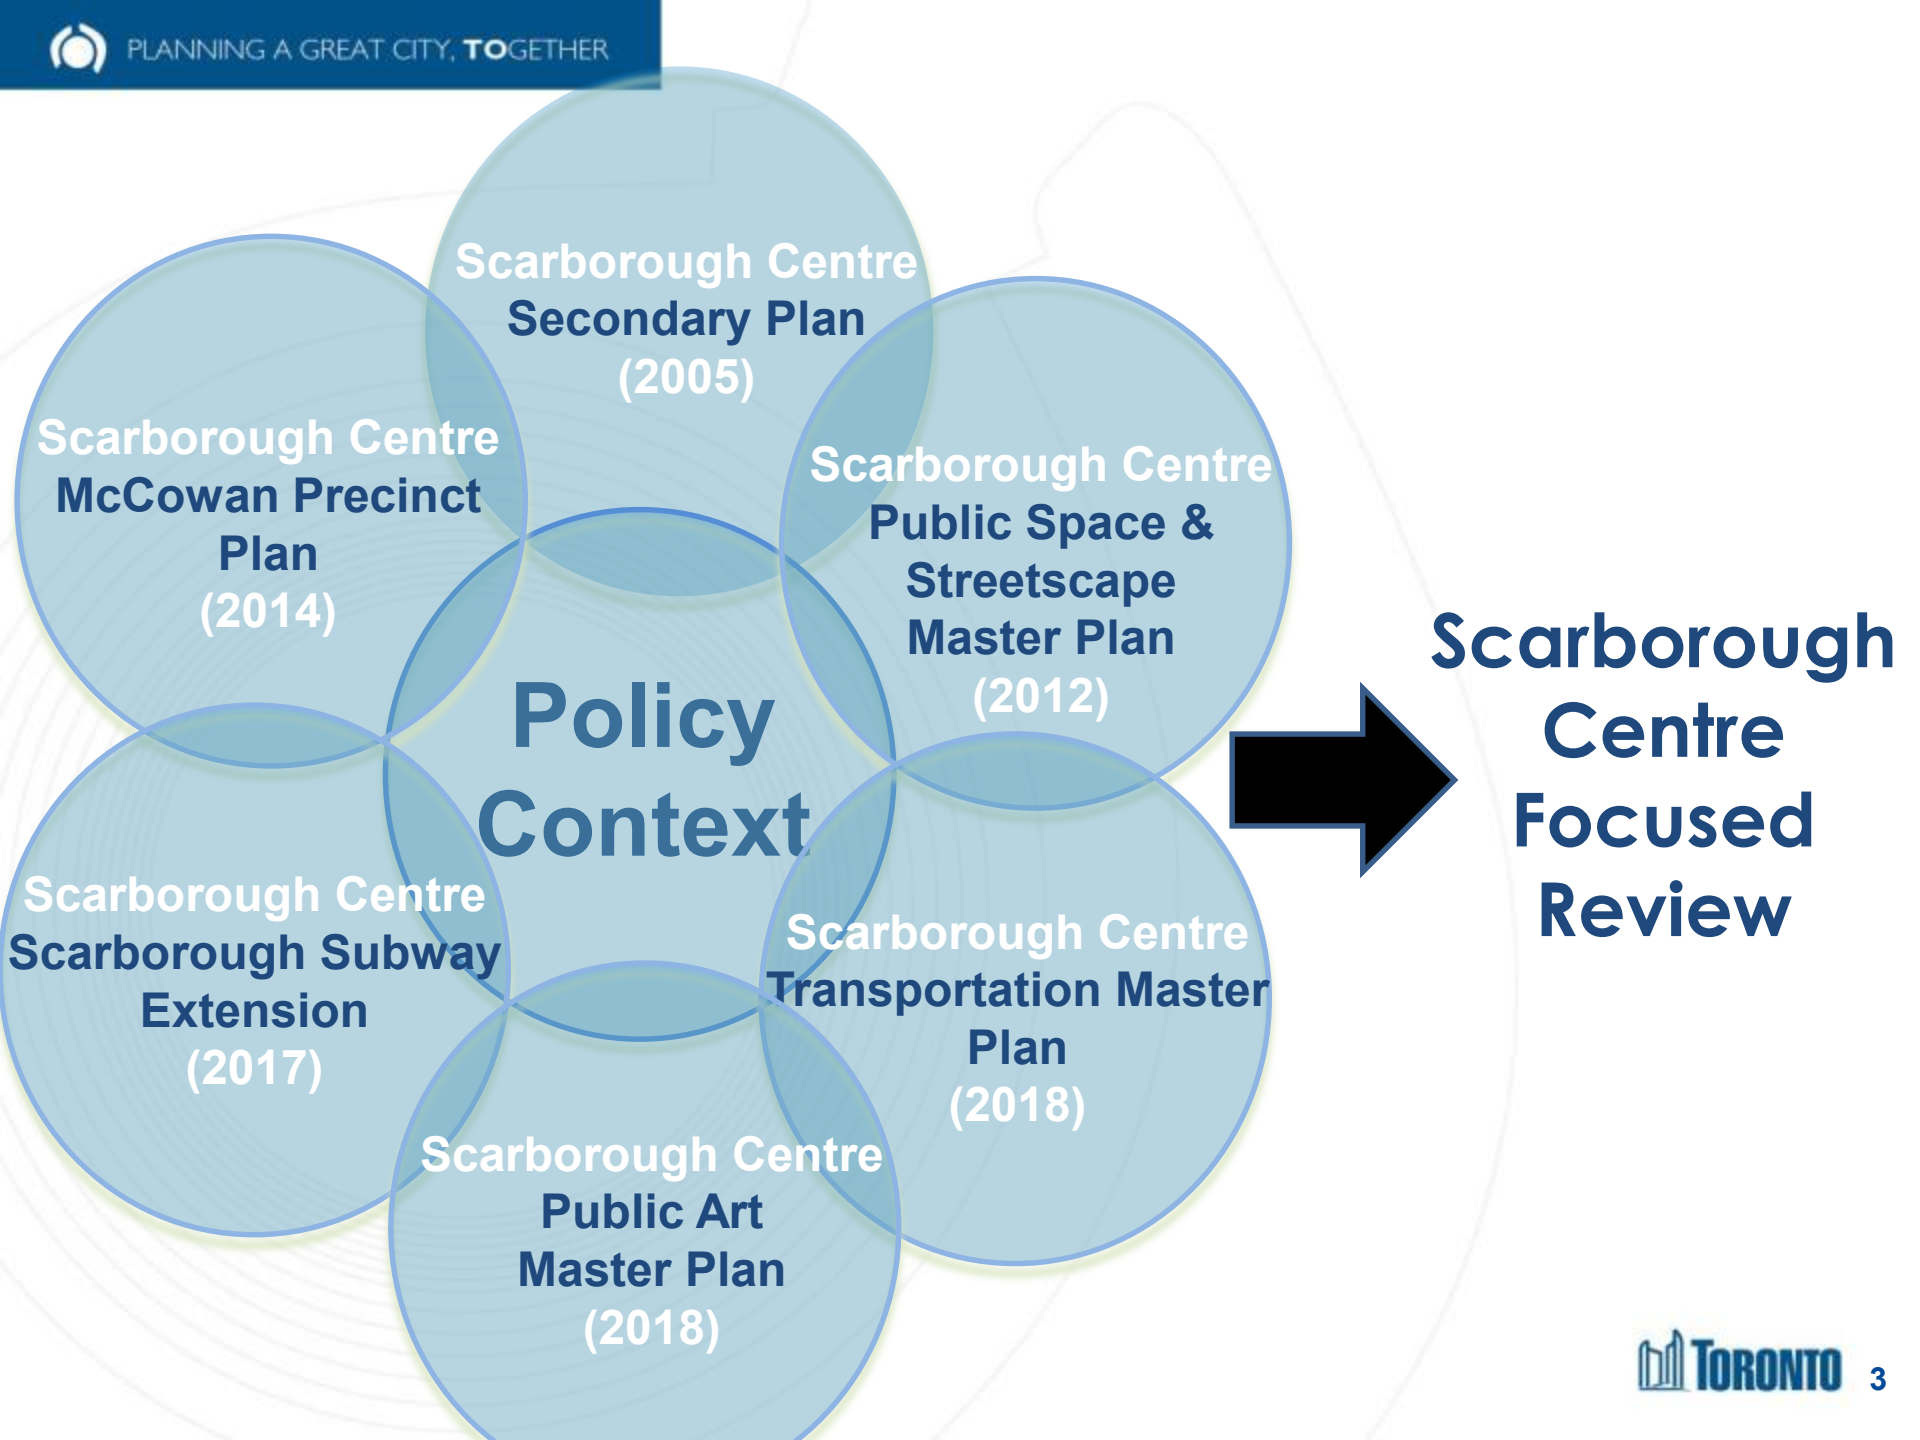 PLANNING A GREAT CITY, TOGETHER
Scarborough Centre
Secondary Plan
(2005)
Scarborough Centre
McCowan Precinct
Plan
(2014)
Scarborough Centre
Public Space &
Streetscape
Master Plan
(2012)
Policy
Context
Scarborough Centre
Scarborough Subway
Extension
(2017)
Scarborough Centre
Transportation Master
Plan
(2018)
Scarborough Centre
Public Art
Master Plan
(2018)
Scarborough
Centre
Focused
Review
TORONTO
3